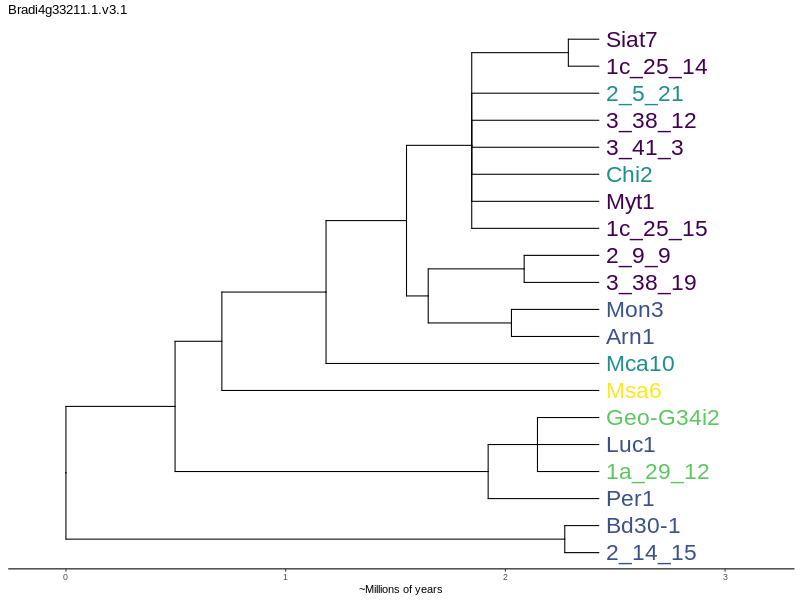 Bradi4g33211.1.v3.1
Siat7
1c_25_14
2_5_21
3_38_12
3_41_3
Chi2
Myt1
1c_25_15
2_9_9
3_38_19
Mon3
Arn1
Mca10
Msa6
Geo-G34i2
Luc1
1a_29_12
Per1
Bd30-1
2_14_15
0 1 2 3
~Millions of years